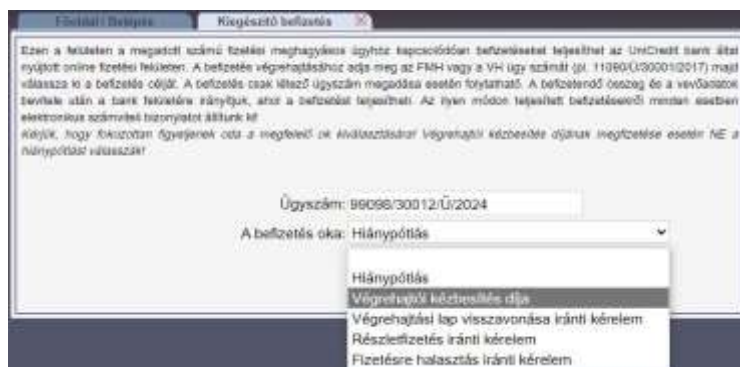 Főoldal / Belépés
Kiegészítő befizetés
Ezen a felületen a megadott számú fizetési meghagyásos ügyhöz kapcsolódóan befizetéseket teljesíthet az UniCredit bank által
nyújtott online fizetési felületen. A befizetés végrehajtásához adja meg az FMH vagy a VH ügy számát (pl. 11080/Ü/30001/2017) majd
válassza ki a befizetés célját. A befizetés csak létező ügyszám megadása esetén folytatható. A befizetendő összeg és a vevőadatok
bevitele után a bank felületére irányítjuk, ahol a befizetést teljesítheti. Az ilyen módon teljesített befizetéseiről minden esetben
elektronikus számviteli bizonylatot állítunk ki!
Kérjük, hogy fokozottan figyeljenek oda a megfelelő ok kiválasztására! Végrehajtói kézbesítés díjának megfizetése esetén NE a
hiánypótlást válasszák!
Ügyszám: 99098/30012/Ü/2024
A befizetés oka: Hiánypótlás
Hiánypótlás
Végrehajtói kézbesítés díja
Végrehajtási lap visszavonása iránti kérelem
Részletfizetés iránti kérelem
Fizetésre halasztás iránti kérelem